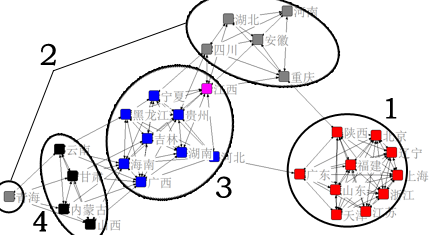 河南
湖北
2
安徽
四川
重庆
江西
宁夏
1
黑龙江
贵州
陕西
北京
吉林
辽宁
云南
湖南
河北
海南
福建
甘肃
广东
上海
广西
3
山东
浙江
青海
4
内蒙古
天津
江苏
山西